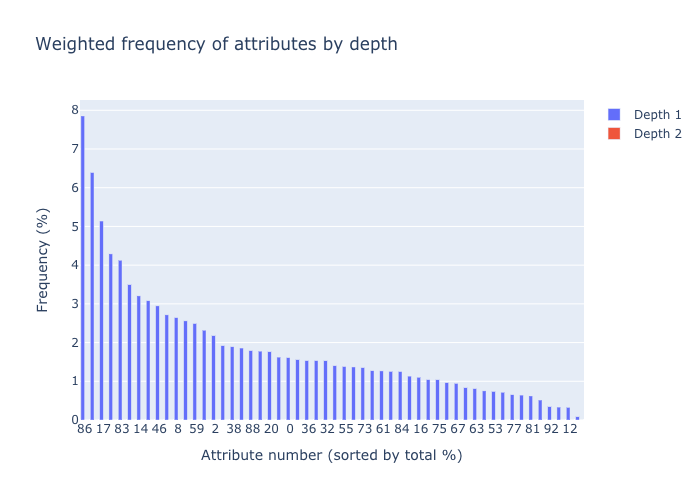 Weighted frequency of attributes by depth
8
7
6
5
4
3
2
1
0
Frequency (%)
86 17 83 14 46 8 59 2 38 88 20 0 36 32 55 73 61 84 16 75 67 63 53 77 81 92 12
Attribute number (sorted by total %)
Depth 1
Depth 2